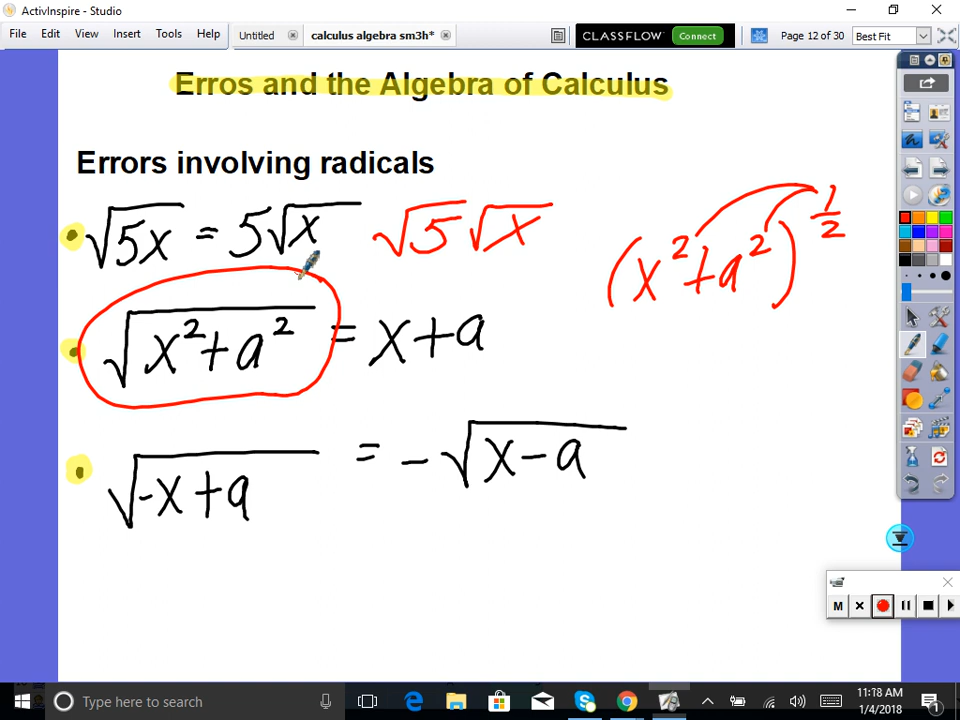 ActivInspire - Studio
File Edit View Insert Tools Help Untitled calculus algebra sm3h* CLASSFLOW Connect Page 12 of 30 Best Fit
Erros and the Algebra of Calculus
Errors involving radicals
√5x = 5√x √5 √x (x² + a²)^1/2
√x² + a² = x + a
√-x + a = -√x - a
M
Type here to search
11:18 AM
1/4/2018
1